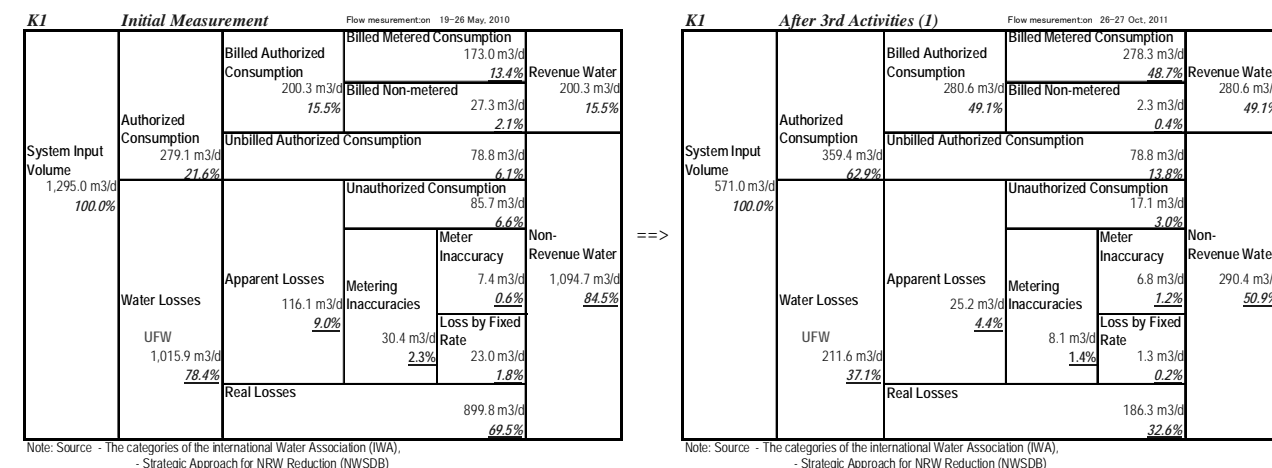 K1 Initial Measurement Flow mesurement:on 19-26 May, 2010
Billed Metered Consumption
173.0 m3/d
13.4%
Billed Authorized
Consumption
200.3 m3/d
15.5%
Billed Non-metered
27.3 m3/d
2.1%
Revenue Water
200.3 m3/d
15.5%
Authorized
Consumption
279.1 m3/d
21.6%
Unbilled Authorized Consumption
78.8 m3/d
6.1%
System Input
Volume
1,295.0 m3/d
100.0%
Unauthorized Consumption
85.7 m3/d
6.6%
Meter
Inaccuracy
7.4 m3/d
0.6%
Non-
Revenue Water
1,094.7 m3/d
84.5%
Apparent Losses
116.1 m3/d
9.0%
Metering
Inaccuracies
30.4 m3/d
2.3%
Loss by Fixed
Rate
23.0 m3/d
1.8%
Water Losses
UFW
1,015.9 m3/d
78.4%
Real Losses
899.8 m3/d
69.5%
Note: Source - The categories of the international Water Association (IWA),
- Strategic Approach for NRW Reduction (NWSDB)
==>
K1 After 3rd Activities (1) Flow mesurement:on 26-27 Oct, 2011
Billed Metered Consumption
278.3 m3/d
48.7%
Billed Authorized
Consumption
280.6 m3/d
49.1%
Billed Non-metered
2.3 m3/d
0.4%
Revenue Wate
280.6 m3/
49.1%
Authorized
Consumption
359.4 m3/d
62.9%
Unbilled Authorized Consumption
78.8 m3/d
13.8%
System Input
Volume
571.0 m3/d
100.0%
Unauthorized Consumption
17.1 m3/d
3.0%
Meter
Inaccuracy
6.8 m3/d
1.2%
Non-
Revenue Wate
290.4 m3/
50.9%
Apparent Losses
25.2 m3/d
4.4%
Metering
Inaccuracies
8.1 m3/d
1.4%
Loss by Fixed
Rate
1.3 m3/d
0.2%
Water Losses
UFW
211.6 m3/d
37.1%
Real Losses
186.3 m3/d
32.6%
Note: Source - The categories of the international Water Association (IWA),
- Strategic Approach for NRW Reduction (NWSDB)